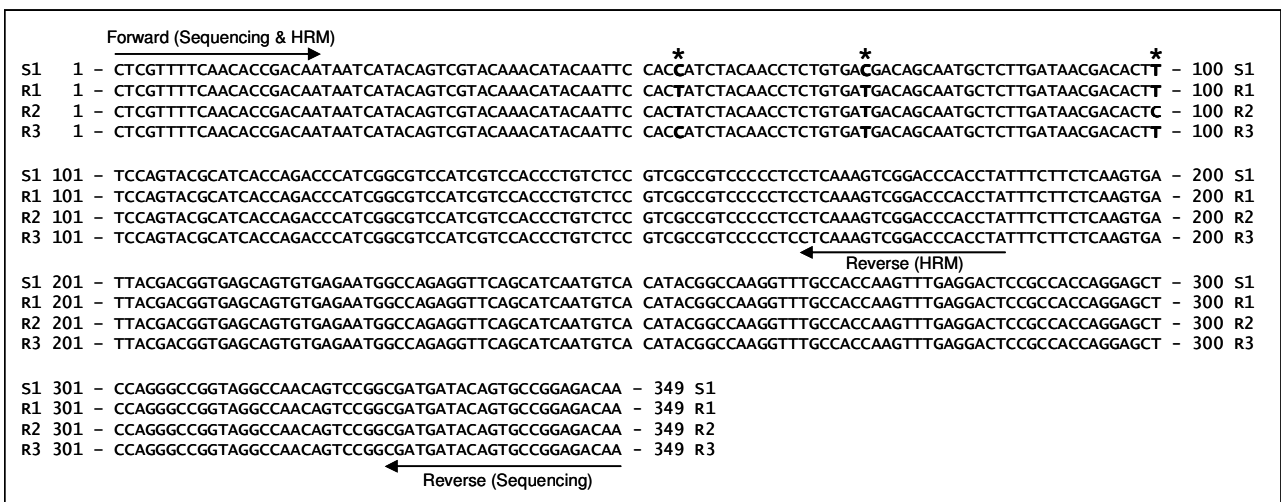 Forward (Sequencing & HRM)
* * *
S1 1 – CTCGTTTTCAACACCGACAATAATCATACAGTCGTACAAACATACAATTC CACCATCTACAACCTCTGTGACGACAGCAATGCTCTTGATAACGACACTT – 100 S1
R1 1 – CTCGTTTTCAACACCGACAATAATCATACAGTCGTACAAACATACAATTC CACTATCTACAACCTCTGTGATGACAGCAATGCTCTTGATAACGACACTT – 100 R1
R2 1 – CTCGTTTTCAACACCGACAATAATCATACAGTCGTACAAACATACAATTC CACTATCTACAACCTCTGTGATGACAGCAATGCTCTTGATAACGACACTC – 100 R2
R3 1 – CTCGTTTTCAACACCGACAATAATCATACAGTCGTACAAACATACAATTC CACCATCTACAACCTCTGTGATGACAGCAATGCTCTTGATAACGACACTT – 100 R3
S1 101 – TCCAGTACGCATCACCAGACCCATCGGCGTCCATCGTCCACCCTGTCTCC GTCGCCGTCCCCCTCCTCAAAGTCGGACCCACCTATTTCTTCTCAAGTGA – 200 S1
R1 101 – TCCAGTACGCATCACCAGACCCATCGGCGTCCATCGTCCACCCTGTCTCC GTCGCCGTCCCCCTCCTCAAAGTCGGACCCACCTATTTCTTCTCAAGTGA – 200 R1
R2 101 – TCCAGTACGCATCACCAGACCCATCGGCGTCCATCGTCCACCCTGTCTCC GTCGCCGTCCCCCTCCTCAAAGTCGGACCCACCTATTTCTTCTCAAGTGA – 200 R2
R3 101 – TCCAGTACGCATCACCAGACCCATCGGCGTCCATCGTCCACCCTGTCTCC GTCGCCGTCCCCCTCCTCAAAGTCGGACCCACCTATTTCTTCTCAAGTGA – 200 R3
Reverse (HRM)
S1 201 – TTACGACGGTGAGCAGTGTGAGAATGGCCAGAGGTTCAGCATCAATGTCA CATACGGCCAAGGTTTGCCACCAAGTTTGAGGACTCCGCCACCAGGAGCT – 300 S1
R1 201 – TTACGACGGTGAGCAGTGTGAGAATGGCCAGAGGTTCAGCATCAATGTCA CATACGGCCAAGGTTTGCCACCAAGTTTGAGGACTCCGCCACCAGGAGCT – 300 R1
R2 201 – TTACGACGGTGAGCAGTGTGAGAATGGCCAGAGGTTCAGCATCAATGTCA CATACGGCCAAGGTTTGCCACCAAGTTTGAGGACTCCGCCACCAGGAGCT – 300 R2
R3 201 – TTACGACGGTGAGCAGTGTGAGAATGGCCAGAGGTTCAGCATCAATGTCA CATACGGCCAAGGTTTGCCACCAAGTTTGAGGACTCCGCCACCAGGAGCT – 300 R3
S1 301 – CCAGGGCCGGTAGGCCAACAGTCCGGCGATGATACAGTGCCGGAGACAA – 349 S1
R1 301 – CCAGGGCCGGTAGGCCAACAGTCCGGCGATGATACAGTGCCGGAGACAA – 349 R1
R2 301 – CCAGGGCCGGTAGGCCAACAGTCCGGCGATGATACAGTGCCGGAGACAA – 349 R2
R3 301 – CCAGGGCCGGTAGGCCAACAGTCCGGCGATGATACAGTGCCGGAGACAA – 349 R3
Reverse (Sequencing)